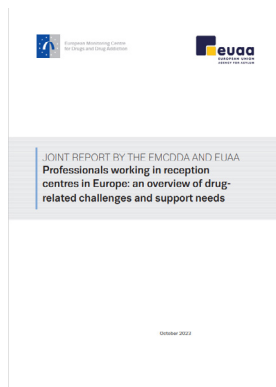 European Monitoring Centre
for Drugs and Drug Addiction
euaa
EUROPEAN UNION
AGENCY FOR ASYLUM
JOINT REPORT BY THE EMCDDA AND EUAA
Professionals working in reception
centres in Europe: an overview of drug-
related challenges and support needs
October 2023